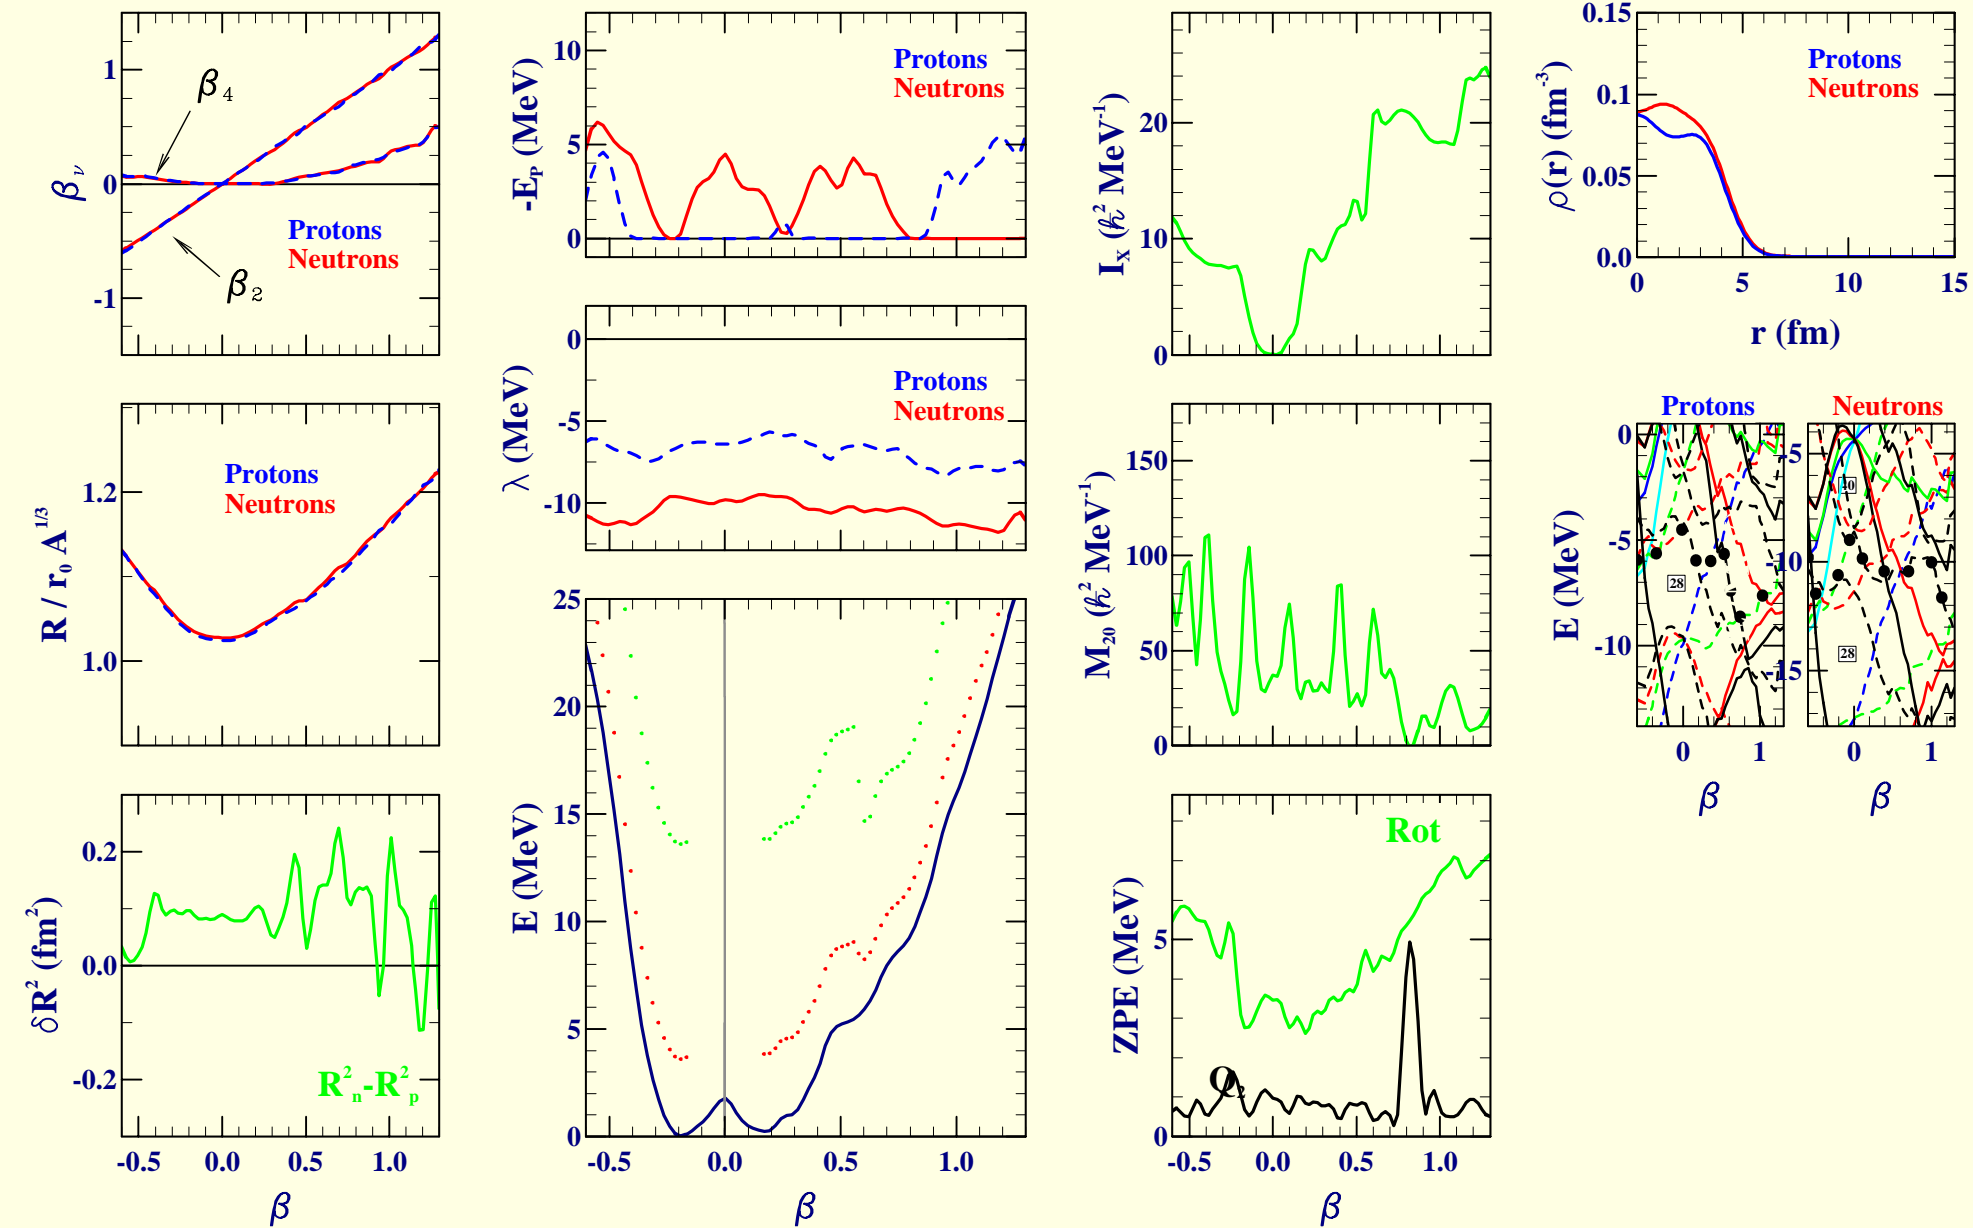 1
0
-1
β ν
β 4
β 2
Protons
Neutrons
1.2
1.0
R / r0 A 1/3
Protons
Neutrons
0.2
0.0
-0.2
δR2 (fm2)
R2n-R2p
-0.5 0.0 0.5 1.0
β
10
5
0
-EP (MeV)
Protons
Neutrons
0
-5
-10
λ (MeV)
Protons
Neutrons
25
20
15
10
5
0
E (MeV)
-0.5 0.0 0.5 1.0
β
20
10
0
IX (ℏ2 MeV-1)
150
100
50
0
M20 (ℏ2 MeV-1)
Rot
5
0
ZPE (MeV)
Q2
-0.5 0.0 0.5 1.0
β
0.15
0.1
0.05
0.0
ρ(r) (fm-3)
Protons
Neutrons
0 5 10 15
r (fm)
Protons
Neutrons
0
-5
-10
E (MeV)
28
0 1
β
-5
-10
-15
40
28
0 1
β